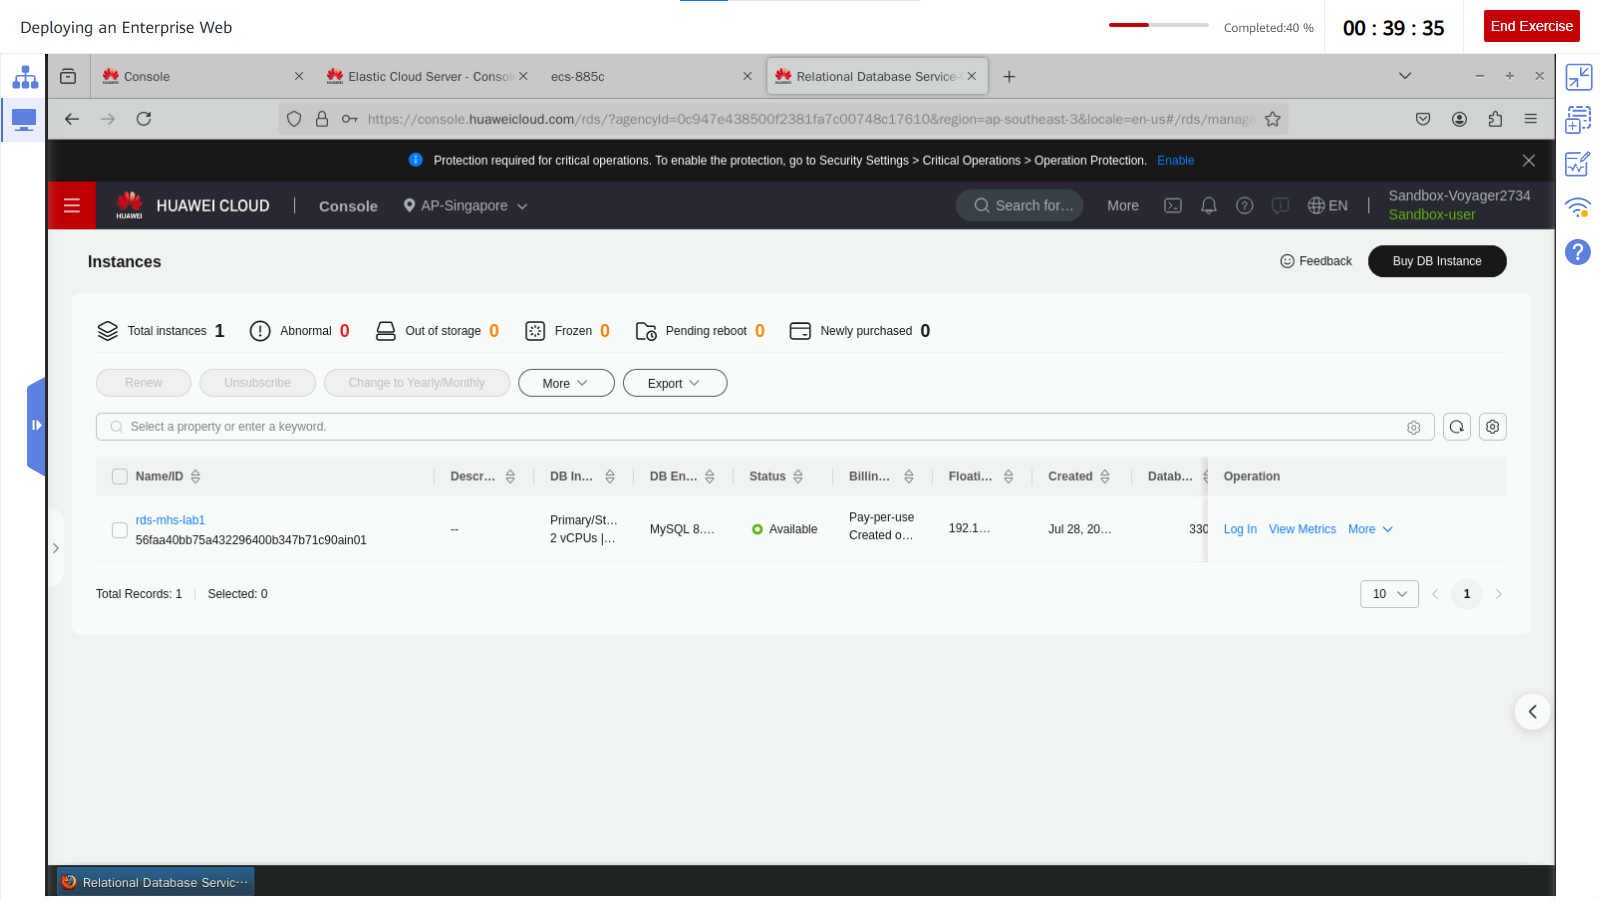 Deploying an Enterprise Web
Completed:40 %
00 : 39 : 35
End Exercise
Console
Elastic Cloud Server - Consol
ecs-885c
Relational Database Service-
https://console.huaweicloud.com/rds/?agencyId=0c947e438500f2381fa7c00748c17610&region=ap-southeast-3&locale=en-us#/rds/manage
Protection required for critical operations. To enable the protection, go to Security Settings > Critical Operations > Operation Protection. Enable
HUAWEI
HUAWEI CLOUD
Console
AP-Singapore
Search for...
More
EN
Sandbox-Voyager2734
Sandbox-user
Instances
Feedback
Buy DB Instance
Total instances 1
Abnormal 0
Out of storage 0
Frozen 0
Pending reboot 0
Newly purchased 0
Renew
Unsubscribe
Change to Yearly/Monthly
More
Export
Select a property or enter a keyword.
Name/ID
Descr...
DB In...
DB En...
Status
Billin...
Floati...
Created
Datab...
Operation
rds-mhs-lab1
56faa40bb75a432296400b347b71c90ain01
--
Primary/St...
2 vCPUs |...
MySQL 8....
Available
Pay-per-use
Created o...
192.1...
Jul 28, 20...
330
Log In
View Metrics
More
Total Records: 1
Selected: 0
10
1
Relational Database Servic···